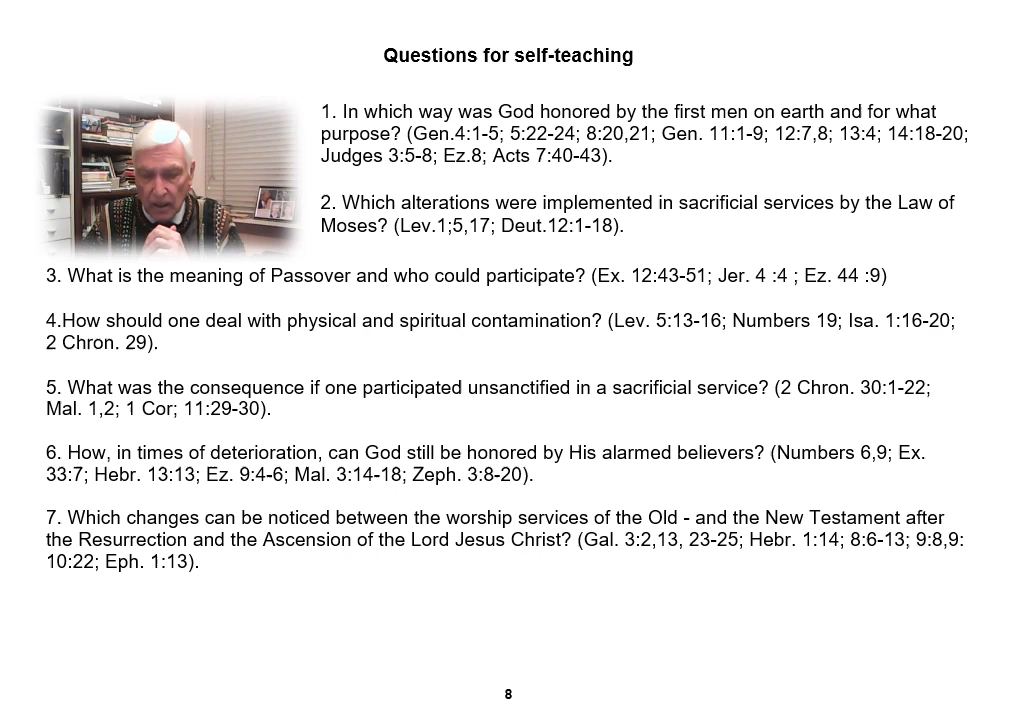 Questions for self-teaching
1. In which way was God honored by the first men on earth and for what
purpose? (Gen.4:1-5; 5:22-24; 8:20,21; Gen. 11:1-9; 12:7,8; 13:4; 14:18-20;
Judges 3:5-8; Ez.8; Acts 7:40-43).
2. Which alterations were implemented in sacrificial services by the Law of
Moses? (Lev.1;5,17; Deut.12:1-18).
3. What is the meaning of Passover and who could participate? (Ex. 12:43-51; Jer. 4 :4 ; Ez. 44 :9)
4.How should one deal with physical and spiritual contamination? (Lev. 5:13-16; Numbers 19; Isa. 1:16-20;
2 Chron. 29).
5. What was the consequence if one participated unsanctified in a sacrificial service? (2 Chron. 30:1-22;
Mal. 1,2; 1 Cor; 11:29-30).
6. How, in times of deterioration, can God still be honored by His alarmed believers? (Numbers 6,9; Ex.
33:7; Hebr. 13:13; Ez. 9:4-6; Mal. 3:14-18; Zeph. 3:8-20).
7. Which changes can be noticed between the worship services of the Old - and the New Testament after
the Resurrection and the Ascension of the Lord Jesus Christ? (Gal. 3:2,13, 23-25; Hebr. 1:14; 8:6-13; 9:8,9:
10:22; Eph. 1:13).
8